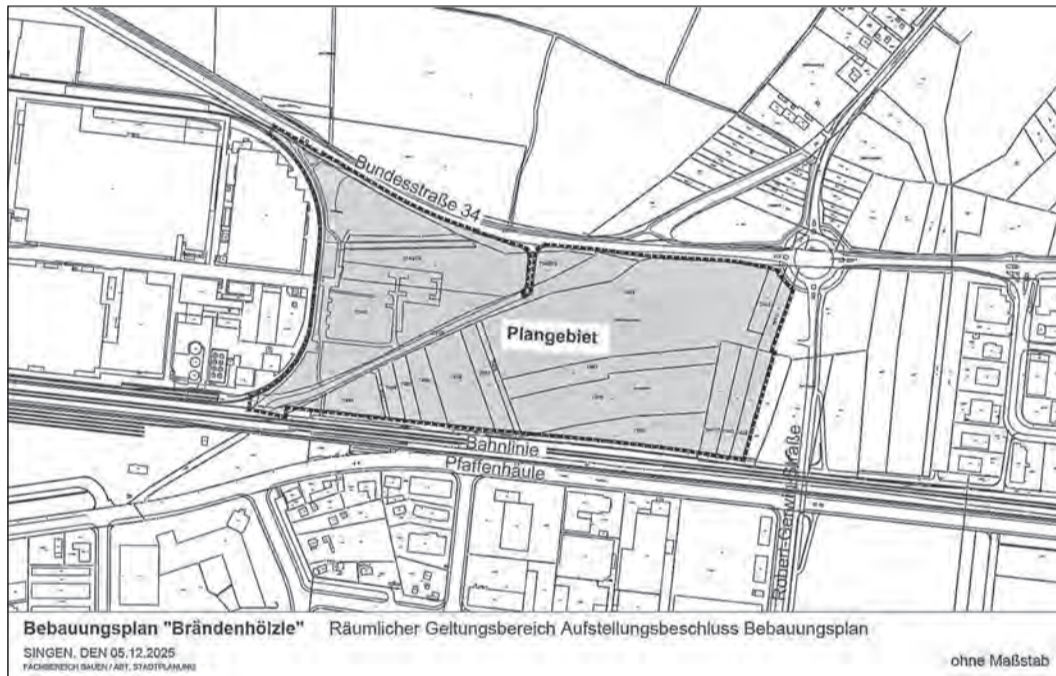 Bundesstraße 34
Plangebiet
Bahnlinie
Pfaffenhäule
Robert-Gerwig-Straße
Bebauungsplan "Brändenhölzle" Räumlicher Geltungsbereich Aufstellungsbeschluss Bebauungsplan
SINGEN, DEN 05.12.2025
FACHBEREICH BAUEN / ABT. STADTPLANUNG
ohne Maßstab